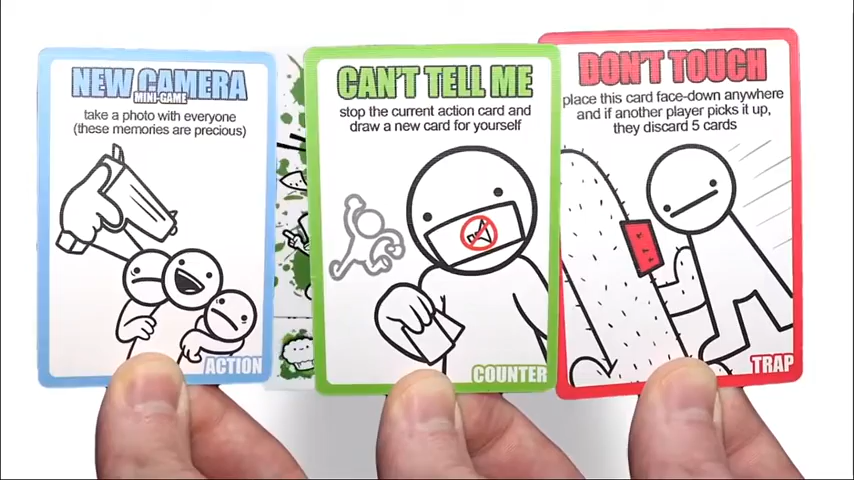 NEW CAMERA
MINI-GAME
take a photo with everyone
(these memories are precious)
ACTION
CAN'T TELL ME
stop the current action card and
draw a new card for yourself
COUNTER
DON'T TOUCH
place this card face-down anywhere
and if another player picks it up,
they discard 5 cards
TRAP